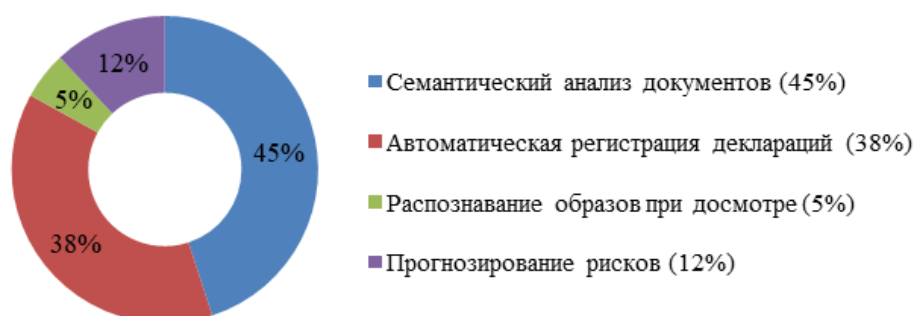 12%
5%
45%
38%
Семантический анализ документов (45%)
Автоматическая регистрация деклараций (38%)
Распознавание образов при досмотре (5%)
Прогнозирование рисков (12%)